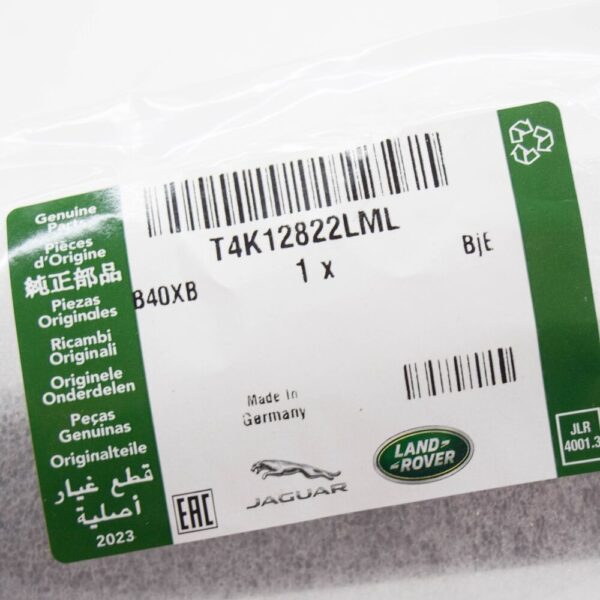 Genuine
Parts
Pièces
d'Origine
純正部品
Piezas
Originales
Ricambi
Originali
Originele
Onderdelen
Peças
Genuinas
Originalteile
قطع غيار
أصلية
2023
T4K12822LML
1 x
BjE
B40XB
Made In
Germany
EAC
JAGUAR
LAND-
-ROVER
JLR
4001.3